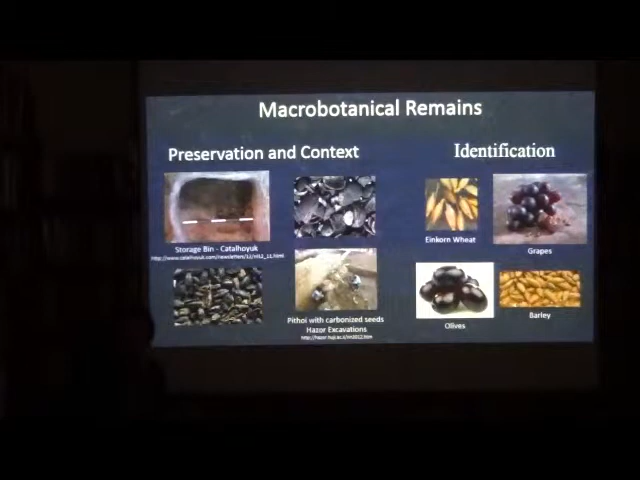 Macrobotanical Remains
Preservation and Context
Identification
Storage Bin - Catalhoyuk
Einkorn Wheat
Grapes
Pithoi with carbonized seeds
Hazor Excavations
Olives
Barley